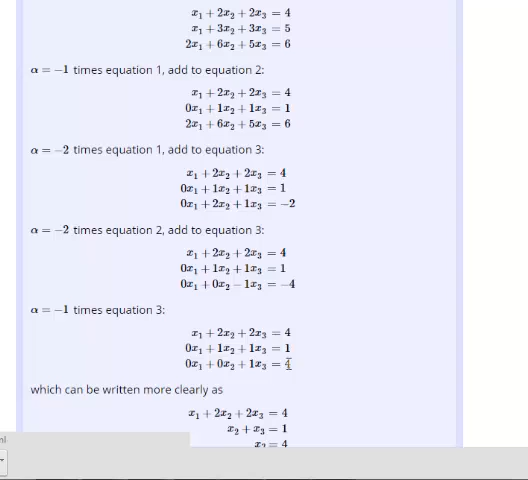 x₁ + 2x₂ + 2x₃ = 4
x₁ + 3x₂ + 3x₃ = 5
2x₁ + 6x₂ + 5x₃ = 6
α = −1 times equation 1, add to equation 2:
x₁ + 2x₂ + 2x₃ = 4
0x₁ + 1x₂ + 1x₃ = 1
2x₁ + 6x₂ + 5x₃ = 6
α = −2 times equation 1, add to equation 3:
x₁ + 2x₂ + 2x₃ = 4
0x₁ + 1x₂ + 1x₃ = 1
0x₁ + 2x₂ + 1x₃ = −2
α = −2 times equation 2, add to equation 3:
x₁ + 2x₂ + 2x₃ = 4
0x₁ + 1x₂ + 1x₃ = 1
0x₁ + 0x₂ − 1x₃ = −4
α = −1 times equation 3:
x₁ + 2x₂ + 2x₃ = 4
0x₁ + 1x₂ + 1x₃ = 1
0x₁ + 0x₂ + 1x₃ = 4
which can be written more clearly as
x₁ + 2x₂ + 2x₃ = 4
x₂ + x₃ = 1
x₃ = 4